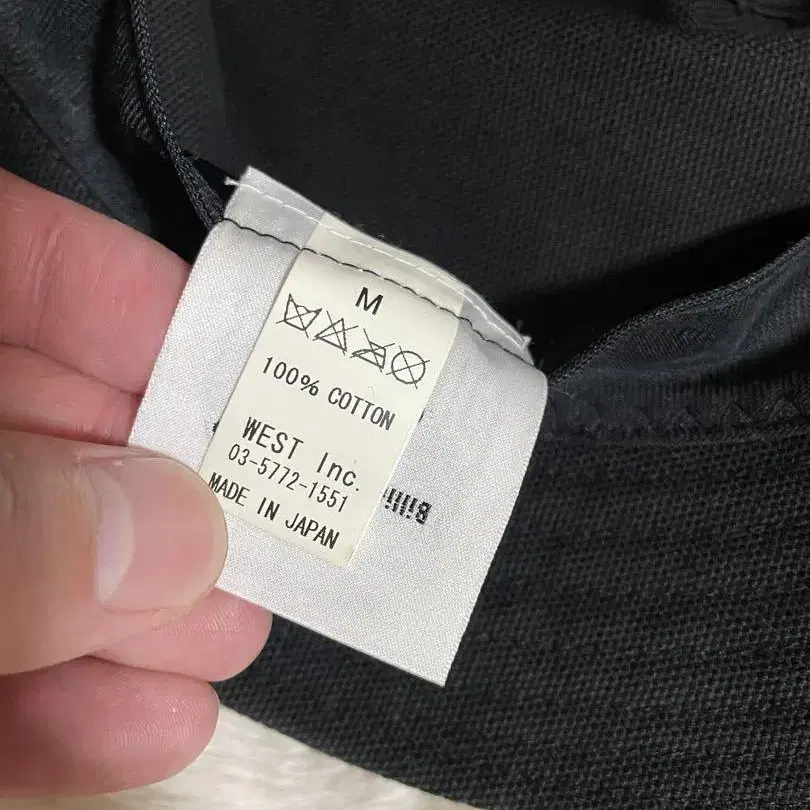 M
100% COTTON
WEST Inc.
03-5772-1551
MADE IN JAPAN